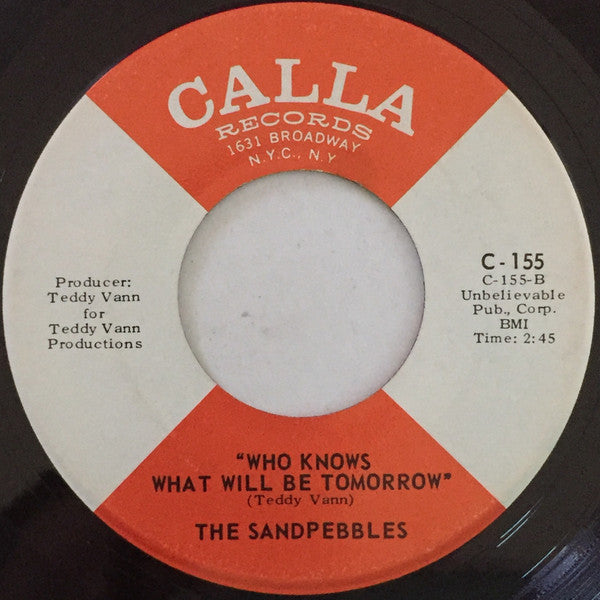 CALLA
RECORDS
1631 BROADWAY
N.Y.C., N.Y
Producer:
Teddy Vann
for
Teddy Vann
Productions
C-155
C-155-B
Unbelievable
Pub., Corp.
BMI
Time: 2:45
"WHO KNOWS
WHAT WILL BE TOMORROW"
(Teddy Vann)
THE SANDPEBBLES